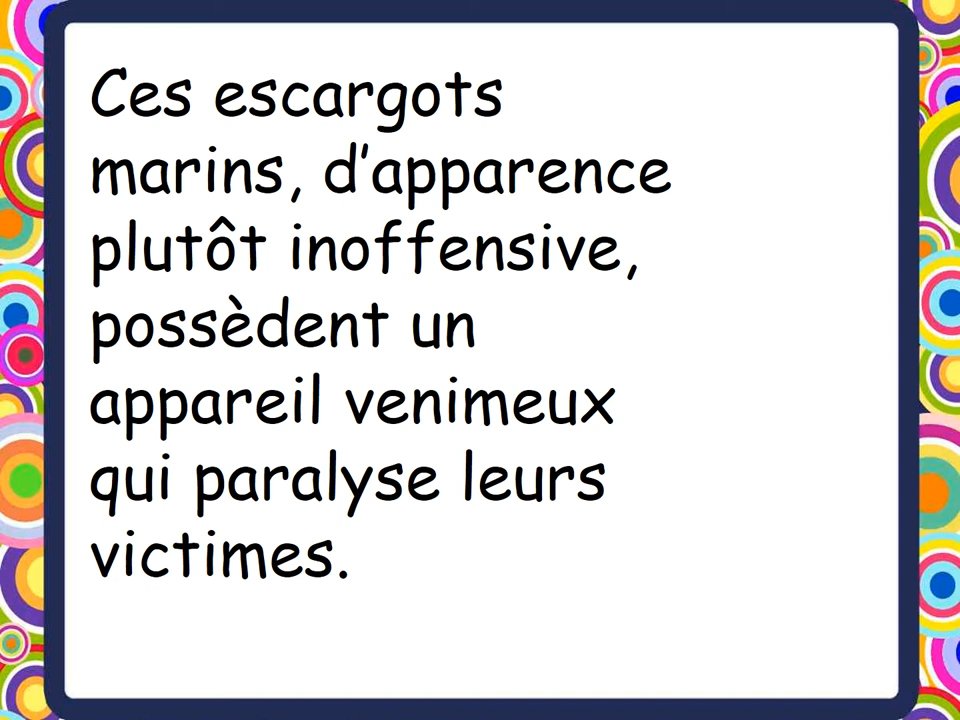 Ces escargots
marins, d’apparence
plutôt inoffensive,
possèdent un
appareil venimeux
qui paralyse leurs
victimes.